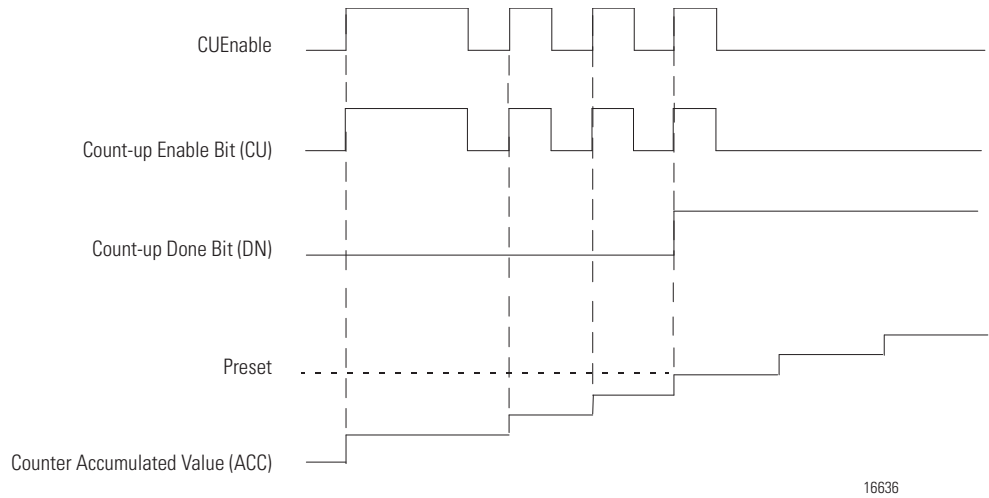 CUEnable
Count-up Enable Bit (CU)
Count-up Done Bit (DN)
Preset
Counter Accumulated Value (ACC)
16636